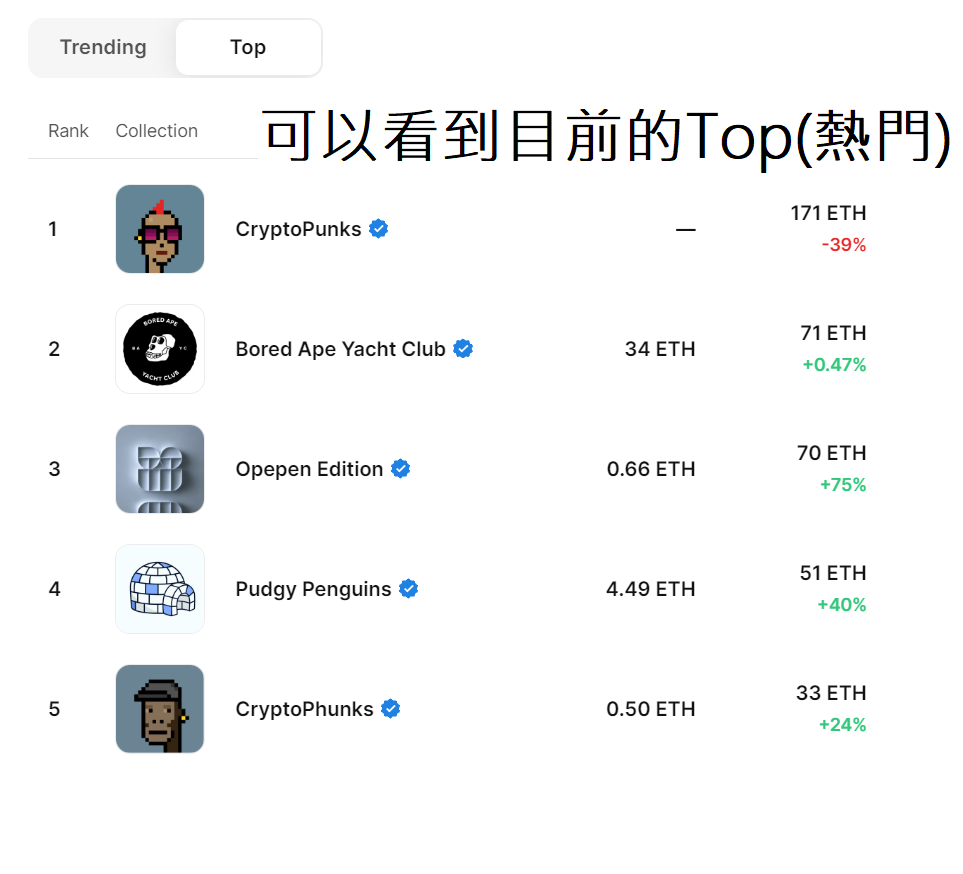 Trending Top
Rank Collection 可以看到目前的Top(熱門)
1 CryptoPunks — 171 ETH
-39%
BORED APE
BA YC
YACHT CLUB
2 Bored Ape Yacht Club 34 ETH 71 ETH
+0.47%
3 Opepen Edition 0.66 ETH 70 ETH
+75%
4 Pudgy Penguins 4.49 ETH 51 ETH
+40%
5 CryptoPhunks 0.50 ETH 33 ETH
+24%